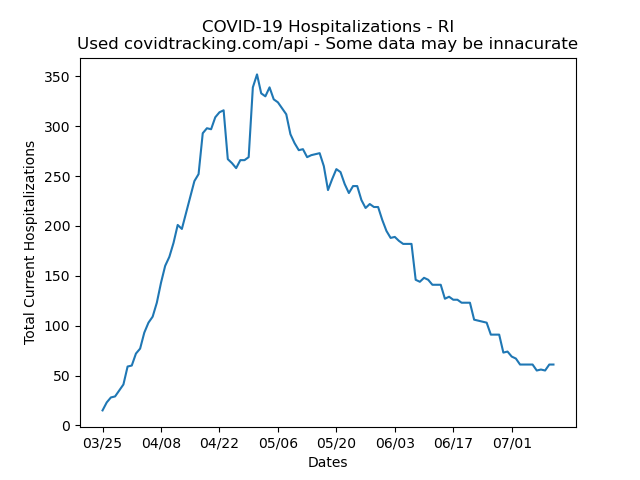 COVID-19 Hospitalizations - RI
Used covidtracking.com/api - Some data may be innacurate
Total Current Hospitalizations
350
300
250
200
150
100
50
0
03/25 04/08 04/22 05/06 05/20 06/03 06/17 07/01
Dates